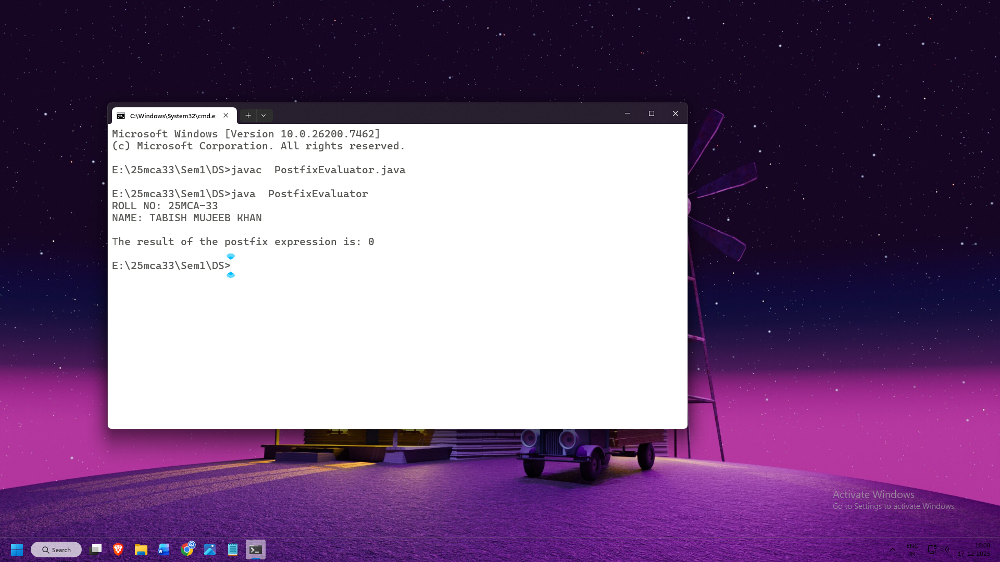 C:\Windows\System32\cmd.e
Microsoft Windows [Version 10.0.26200.7462]
(c) Microsoft Corporation. All rights reserved.
E:\25mca33\Sem1\DS>javac  PostfixEvaluator.java
E:\25mca33\Sem1\DS>java  PostfixEvaluator
ROLL NO: 25MCA-33
NAME: TABISH MUJEEB KHAN
The result of the postfix expression is: 0
E:\25mca33\Sem1\DS>
Activate Windows
Go to Settings to activate Windows.
Search
ENG
IN
16:08
17-12-2025